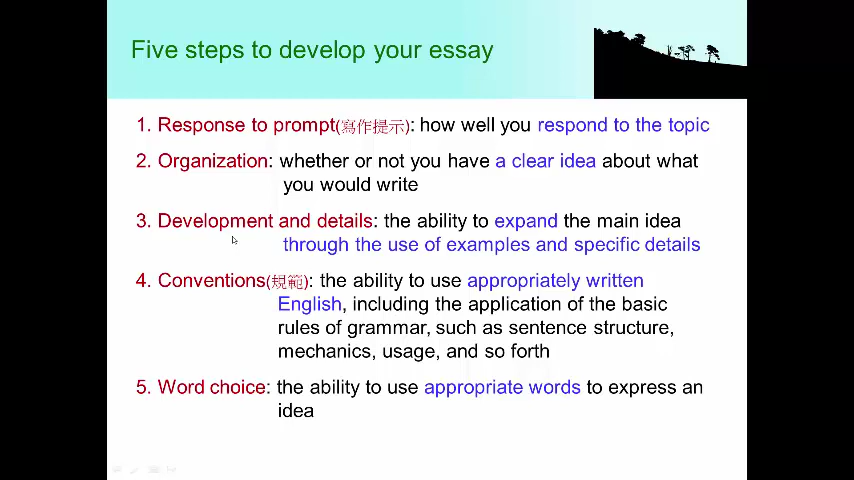 Five steps to develop your essay
1. Response to prompt(寫作提示): how well you respond to the topic
2. Organization: whether or not you have a clear idea about what
you would write
3. Development and details: the ability to expand the main idea
through the use of examples and specific details
4. Conventions(規範): the ability to use appropriately written
English, including the application of the basic
rules of grammar, such as sentence structure,
mechanics, usage, and so forth
5. Word choice: the ability to use appropriate words to express an
idea